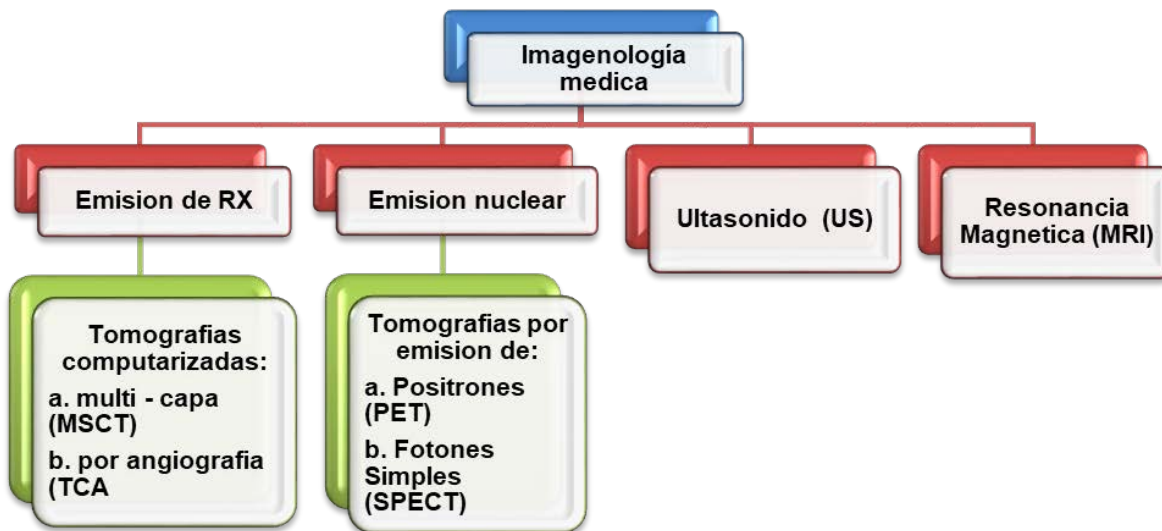 Imagenología
medica
Emision de RX
Emision nuclear
Ultasonido (US)
Resonancia
Magnetica (MRI)
Tomografias
computarizadas:
a. multi - capa
(MSCT)
b. por angiografia
(TCA
Tomografias por
emision de:
a. Positrones
(PET)
b. Fotones
Simples
(SPECT)